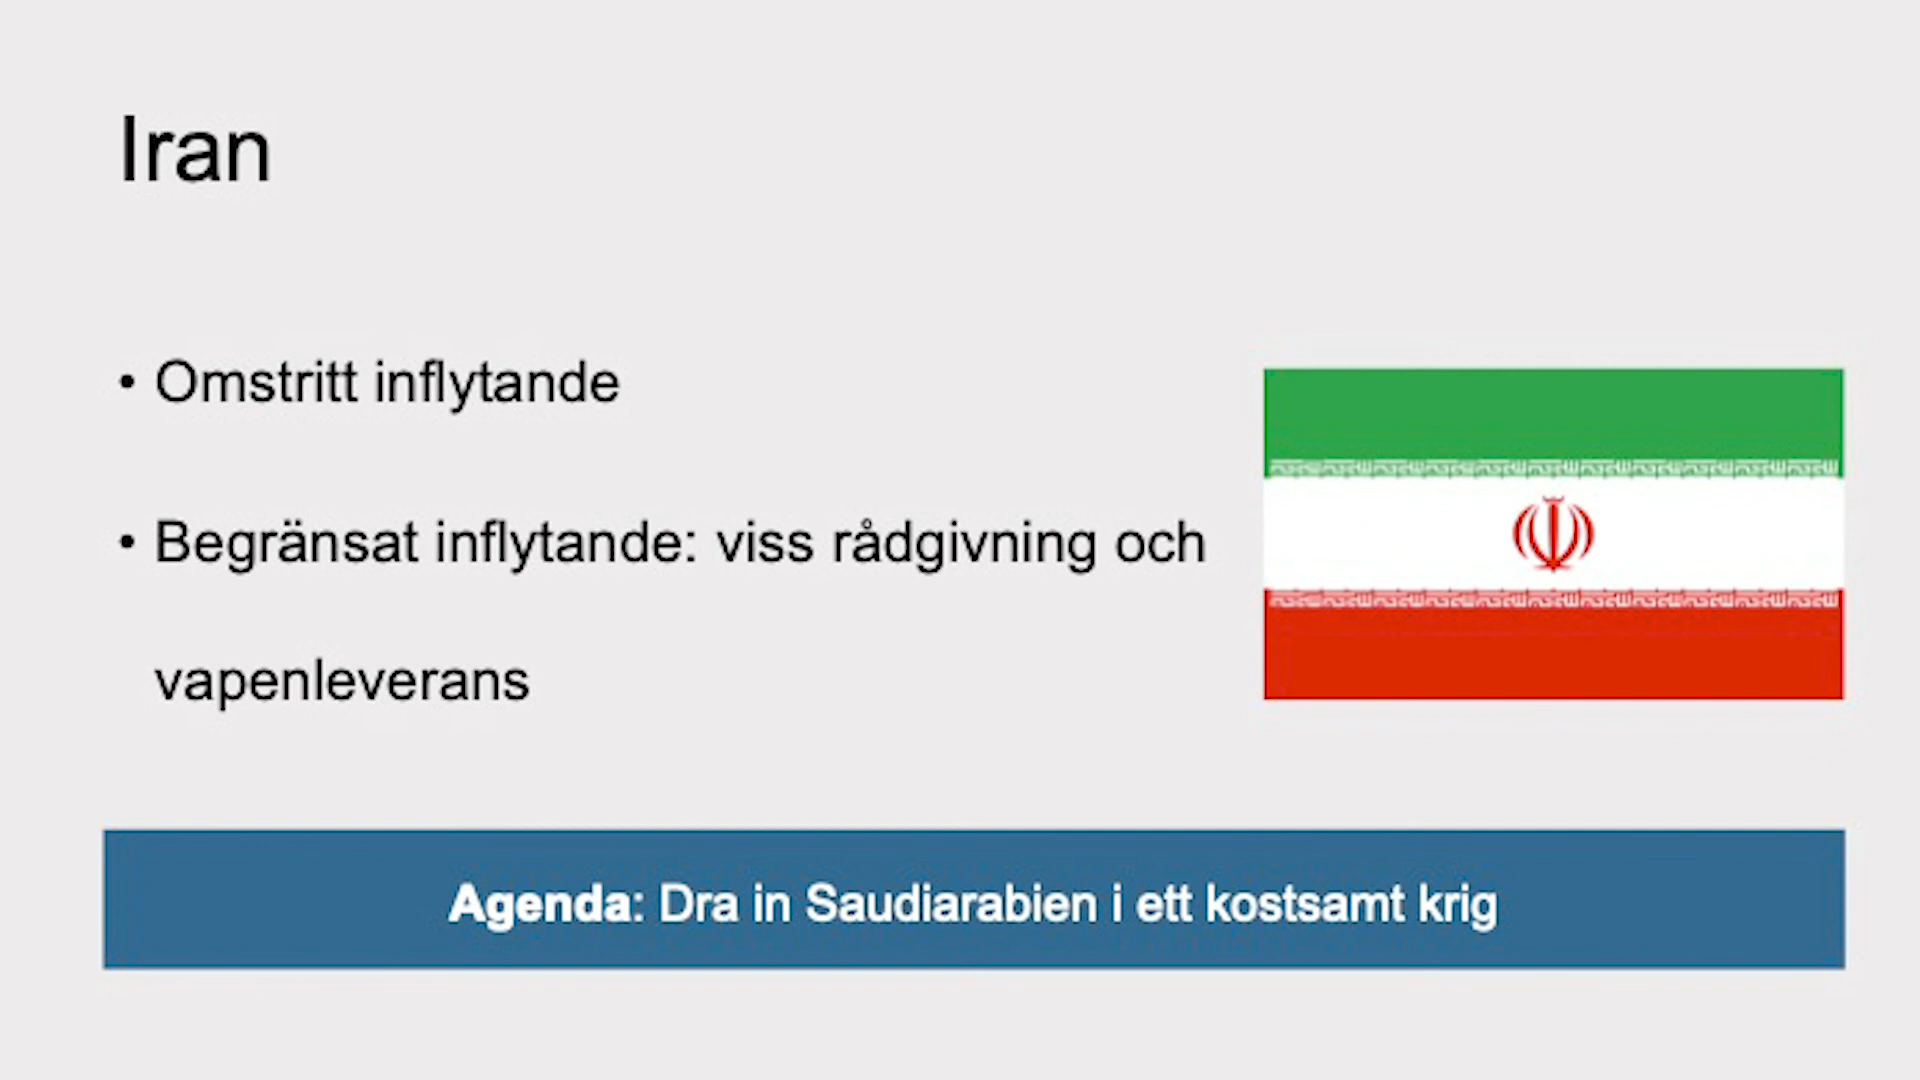 Iran
• Omstritt inflytande
• Begränsat inflytande: viss rådgivning och
vapenleverans
Agenda: Dra in Saudiarabien i ett kostsamt krig